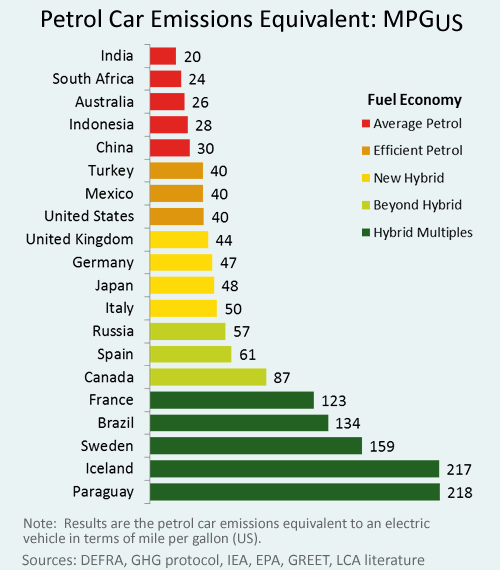 Petrol Car Emissions Equivalent: MPGUS
India 20
South Africa 24
Australia 26
Fuel Economy
Indonesia 28
Average Petrol
China 30
Efficient Petrol
Turkey 40
New Hybrid
Mexico 40
Beyond Hybrid
United States 40
Hybrid Multiples
United Kingdom 44
Germany 47
Japan 48
Italy 50
Russia 57
Spain 61
Canada 87
France 123
Brazil 134
Sweden 159
Iceland 217
Paraguay 218
Note: Results are the petrol car emissions equivalent to an electric
vehicle in terms of mile per gallon (US).
Sources: DEFRA, GHG protocol, IEA, EPA, GREET, LCA literature